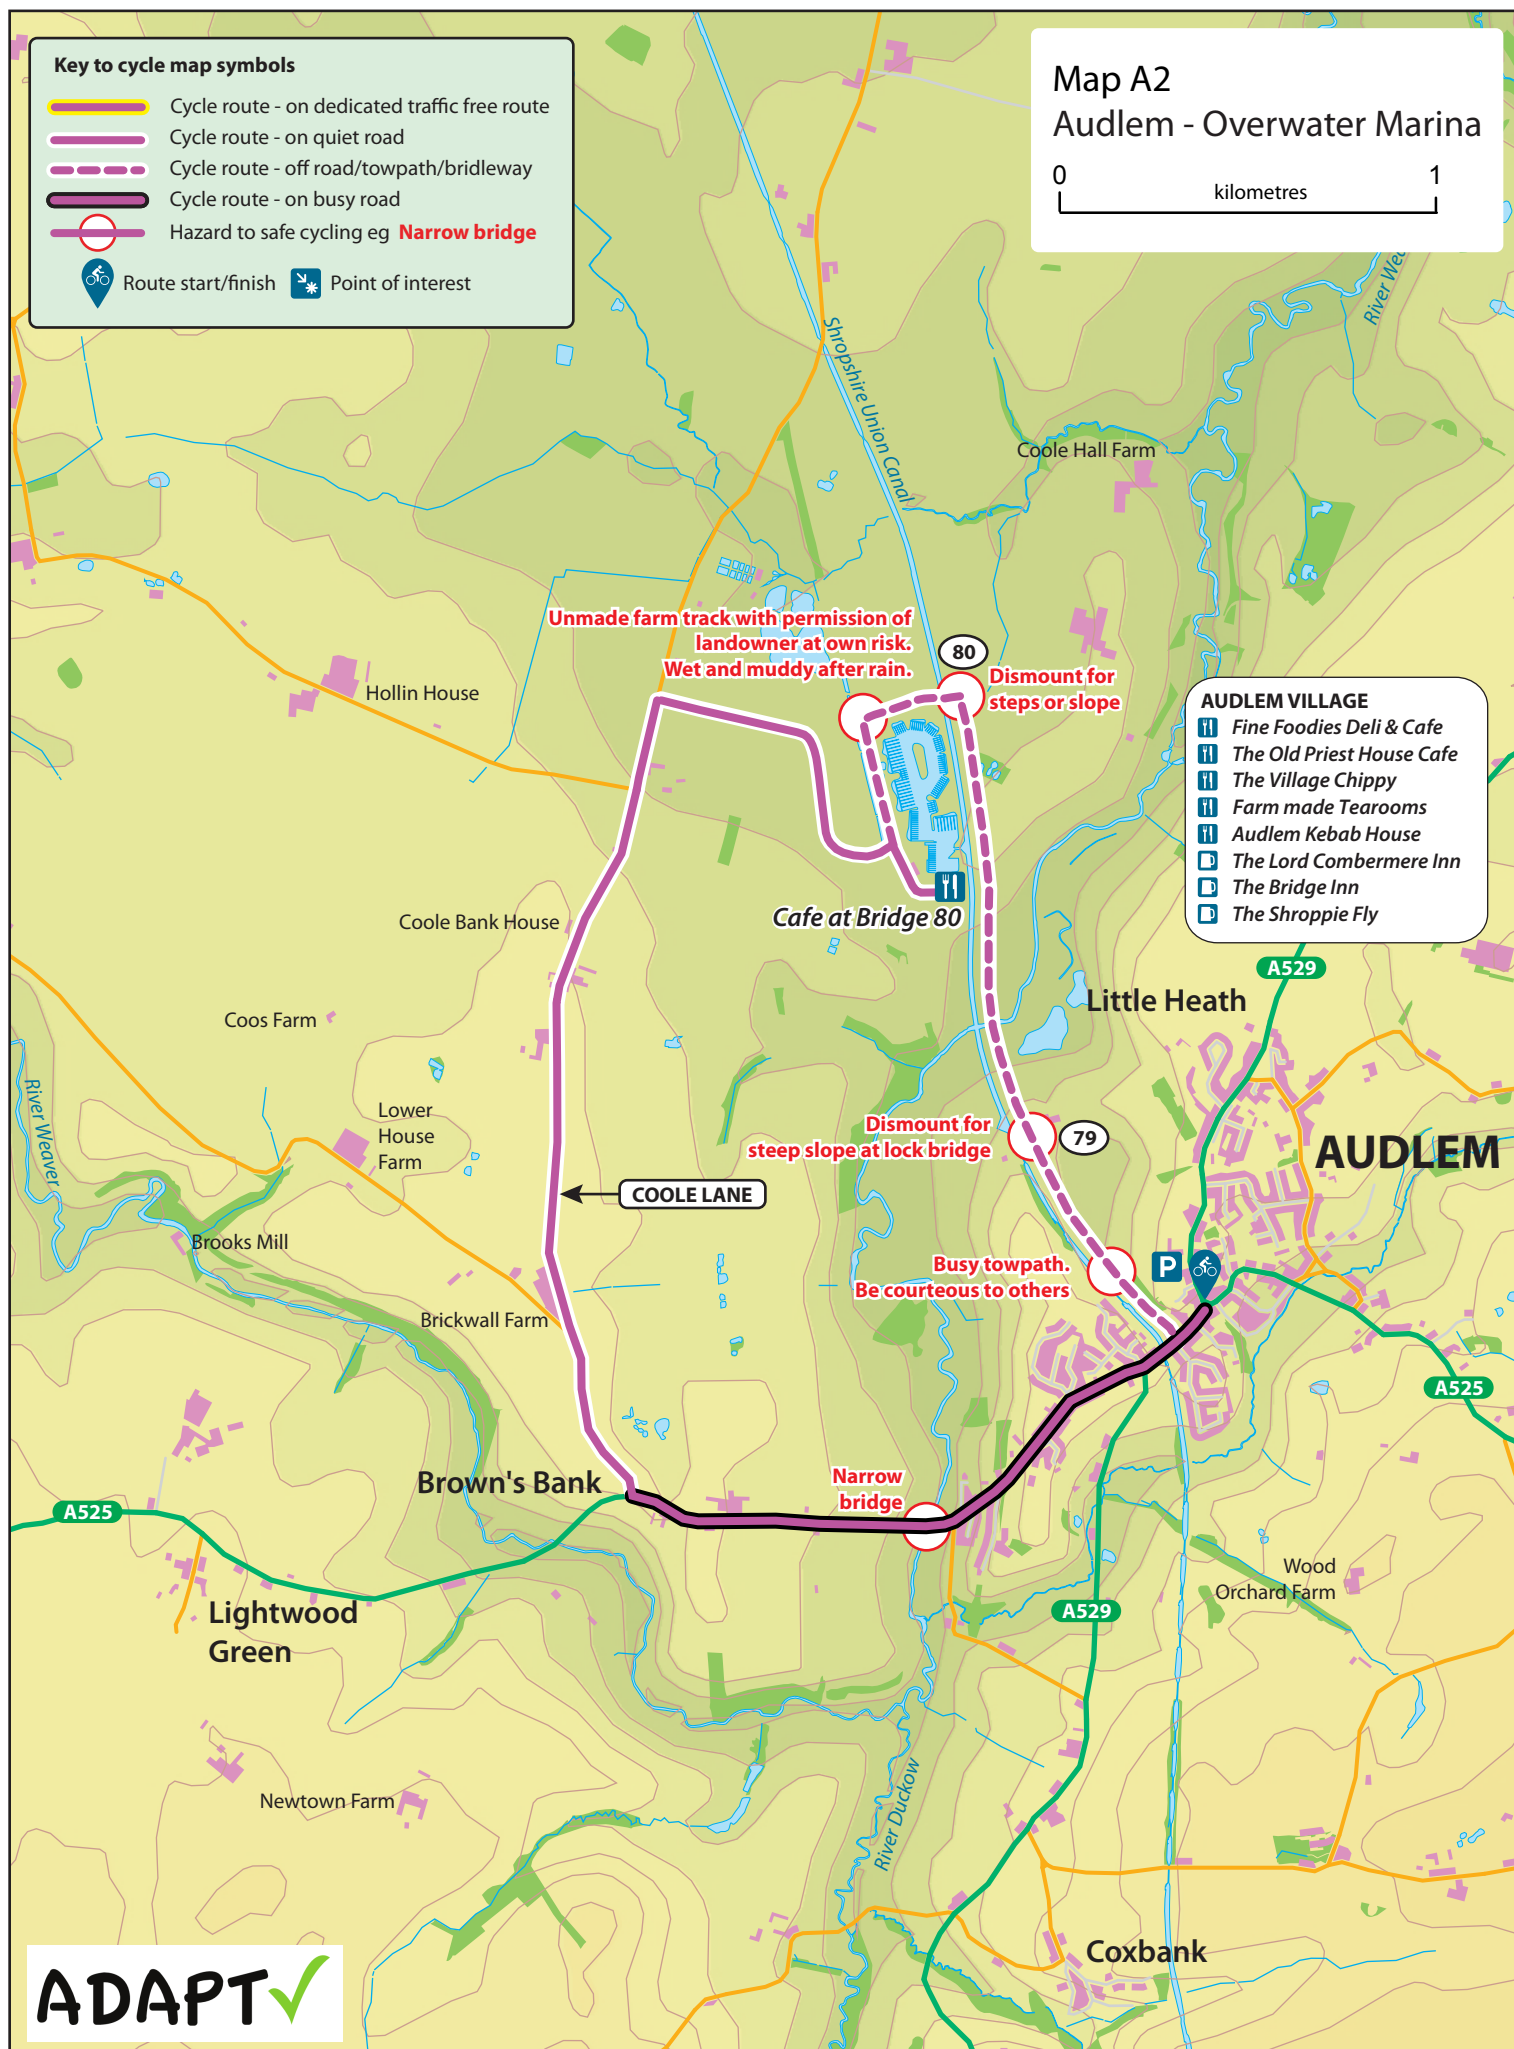 Key to cycle map symbols
Cycle route - on dedicated traffic free route
Cycle route - on quiet road
Cycle route - off road/towpath/bridleway
Cycle route - on busy road
Hazard to safe cycling eg Narrow bridge
Route start/finish
Point of interest
Map A2
Audlem - Overwater Marina
0
kilometres
1
River Wea
Shropshire Union Canal
Coole Hall Farm
Unmade farm track with permission of
landowner at own risk.
Wet and muddy after rain.
80
Dismount for
steps or slope
Hollin House
AUDLEM VILLAGE
Fine Foodies Deli & Cafe
The Old Priest House Cafe
The Village Chippy
Farm made Tearooms
Audlem Kebab House
The Lord Combermere Inn
The Bridge Inn
The Shroppie Fly
Cafe at Bridge 80
Coole Bank House
A529
Little Heath
Coos Farm
River Weaver
Lower
House
Farm
Dismount for
steep slope at lock bridge
79
AUDLEM
COOLE LANE
Brooks Mill
Busy towpath.
Be courteous to others
P
Brickwall Farm
A525
Brown's Bank
Narrow
bridge
A525
Wood
Orchard Farm
Lightwood
Green
A529
Newtown Farm
River Duckow
Coxbank
ADAPT